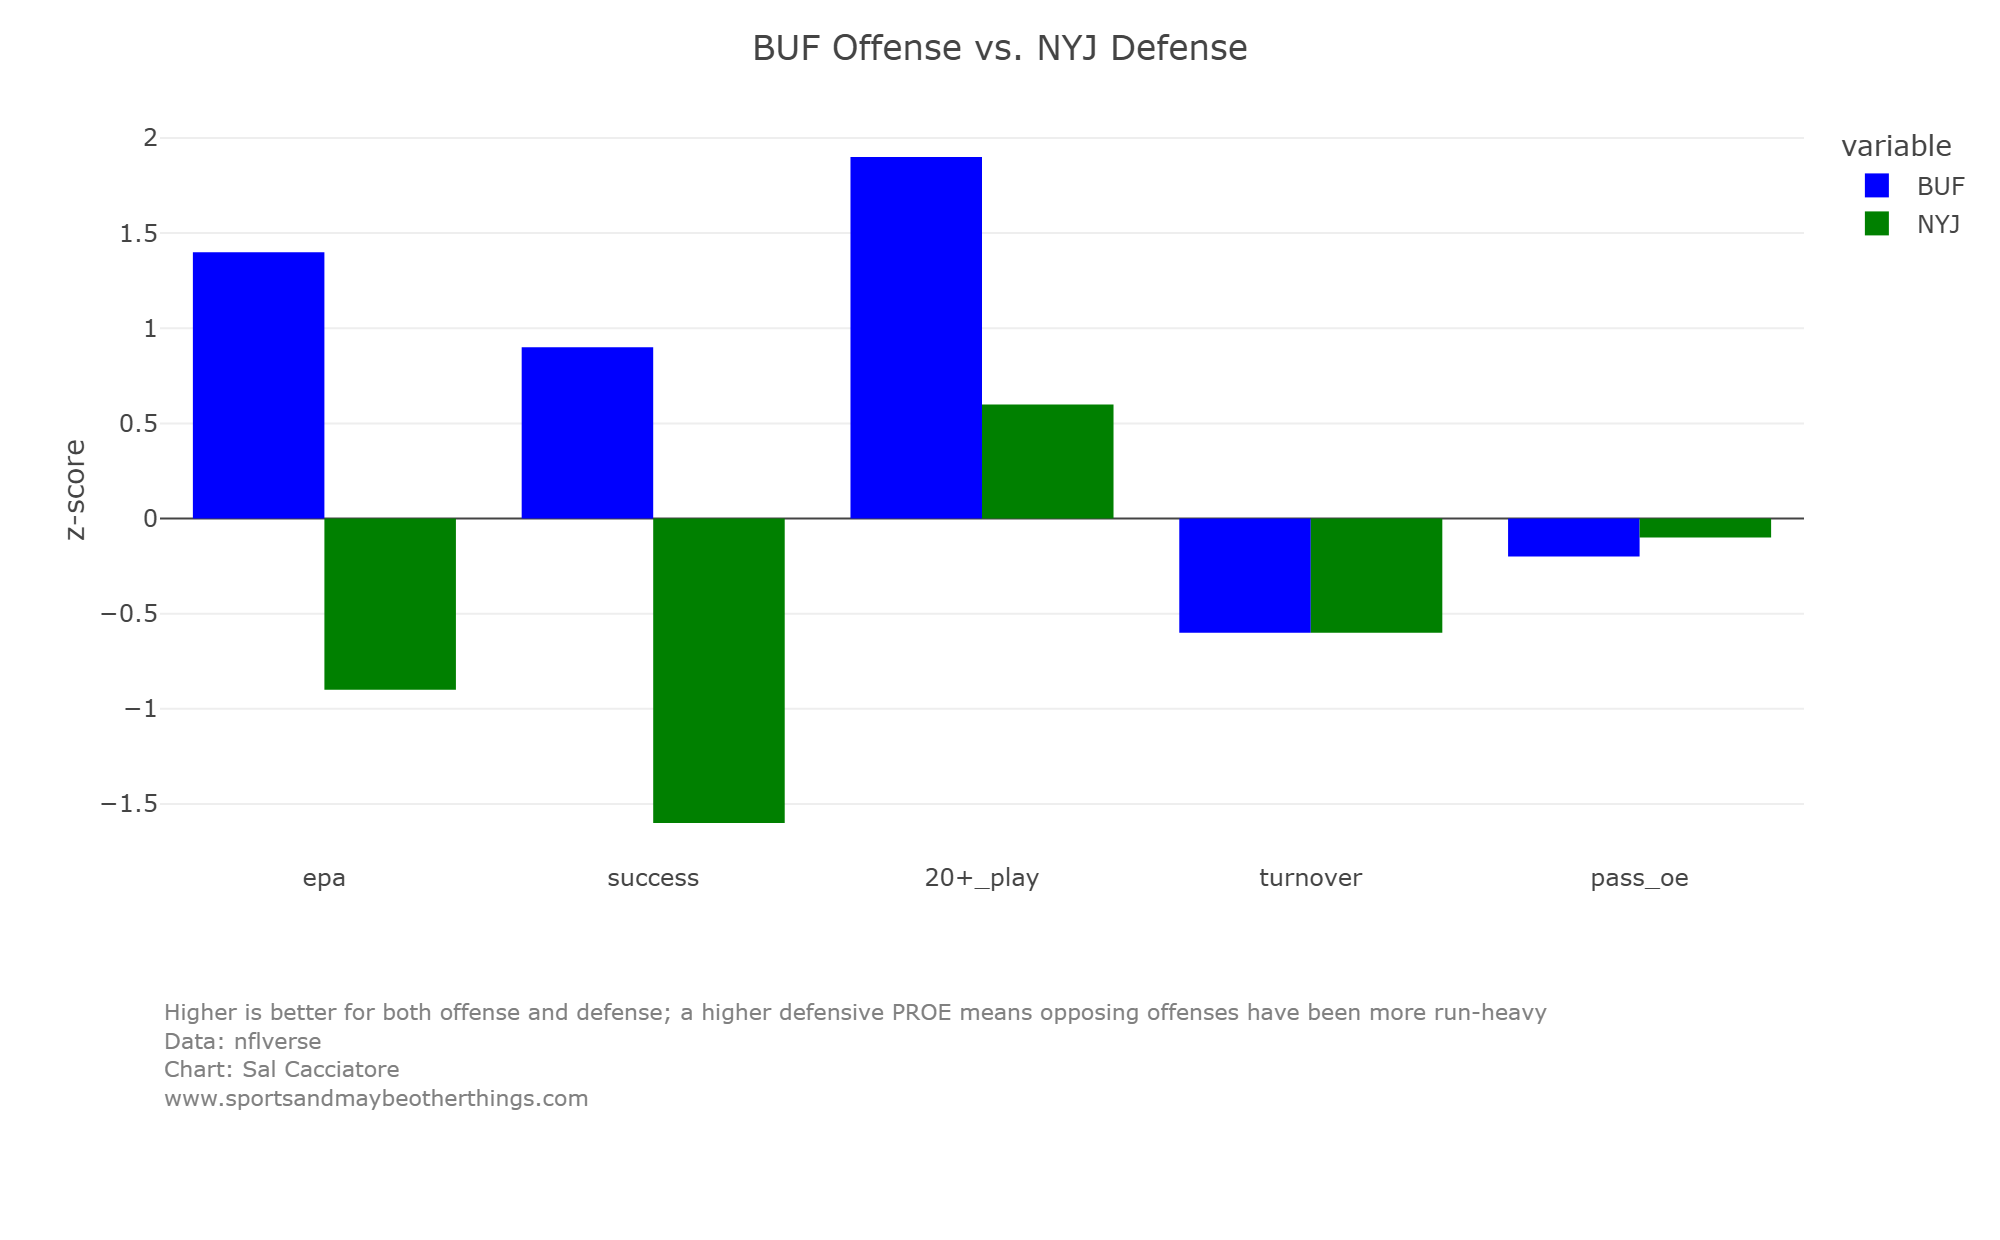 BUF Offense vs. NYJ Defense
variable
BUF
NYJ
2
1.5
1
0.5
0
−0.5
−1
−1.5
z-score
epa
success
20+_play
turnover
pass_oe
Higher is better for both offense and defense; a higher defensive PROE means opposing offenses have been more run-heavy
Data: nflverse
Chart: Sal Cacciatore
www.sportsandmaybeotherthings.com